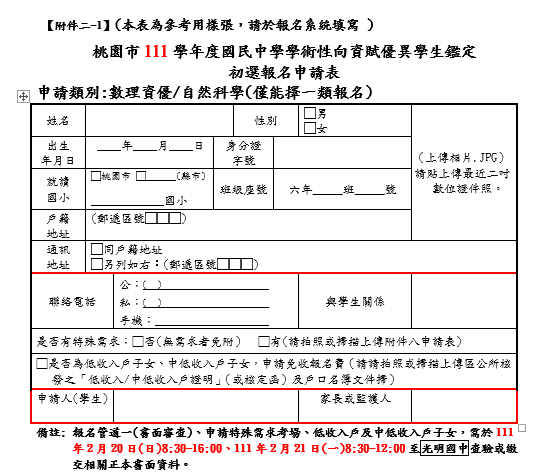 【附件二-1】(本表為參考用樣張，請於報名系統填寫 )
桃園市 111 學年度國民中學學術性向資賦優異學生鑑定
初選報名申請表
申請類別:數理資優/自然科學(僅能擇一類報名)
姓名 性別 □男
□女
出生
年月日
____年____月____日
身分證
字號
(上傳相片.JPG)
請貼上傳最近二吋
數位證件照。
就讀
國小
□桃園市 □______(縣市)
____________國小
班級座號 六年____班____號
戶籍
地址
(郵遞區號□□□)
通訊
地址
□同戶籍地址
□另列如右：(郵遞區號□□□)
聯絡電話
公：( )
私：( )
手機：
與學生關係
是否有特殊需求：□否(無需求者免附) □有(請拍照或掃描上傳附件八申請表)
□是否為低收入戶子女、中低收入戶子女，申請免收報名費(請請拍照或掃描上傳區公所核
發之「低收入/中低收入戶證明」(或核定函)及戶口名簿文件掃)
申請人(學生) 家長或監護人
備註：報名管道一(書面審查)、申請特殊需求考場、低收入戶及中低收入戶子女，需於 111
年 2 月 20 日(日)8:30-16:00、111 年 2 月 21 日(一)8:30-12:00 至光明國中查驗或繳
交相關正本書面資料。